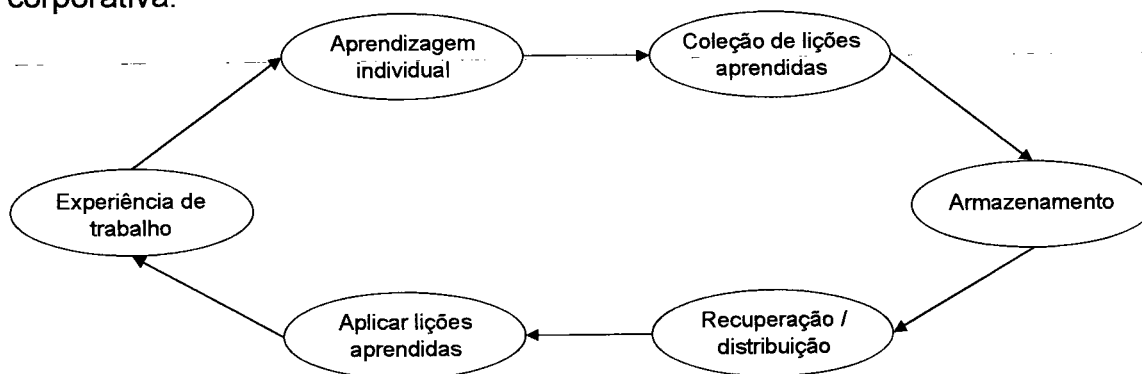 corporativa.
Aprendizagem
individual
Coleção de lições
aprendidas
Armazenamento
Recuperação /
distribuição
Aplicar lições
aprendidas
Experiência de
trabalho